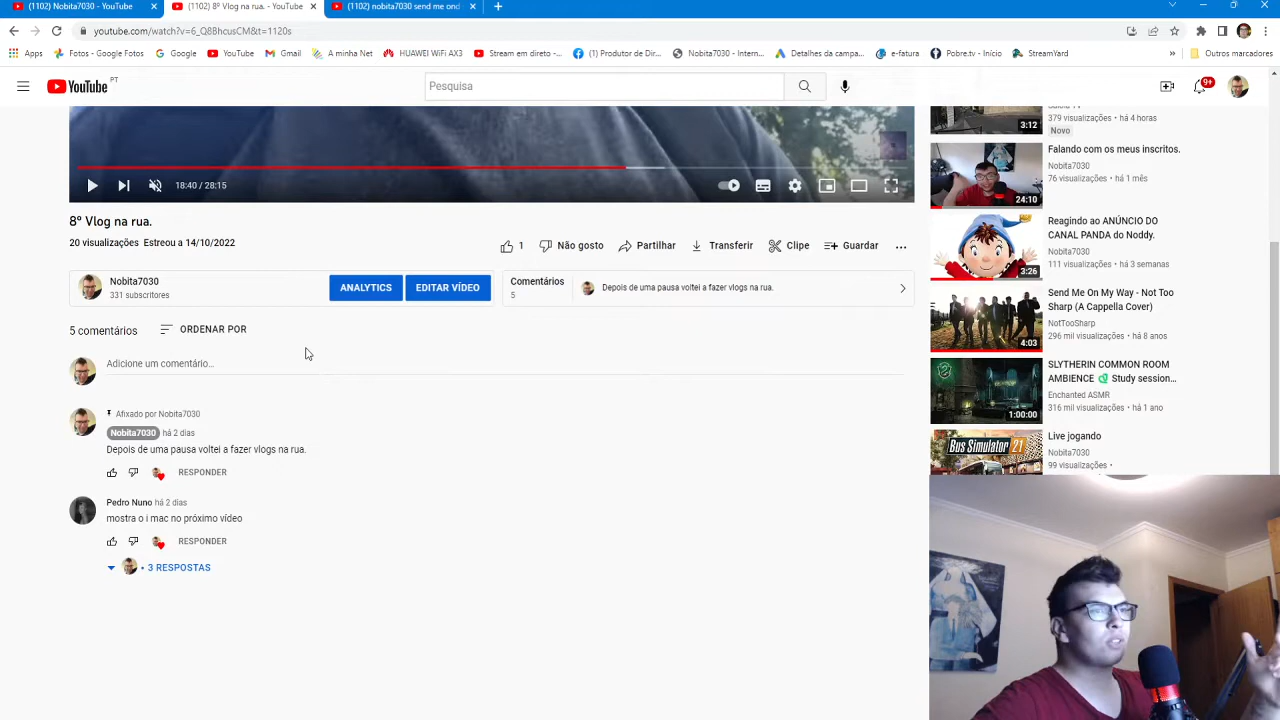 (1102) Nobita7030 - YouTube
(1102) 8º Vlog na rua. - YouTube
(1102) nobota7030 send me ond
youtube.com/watch?v=6_Q8BhcusCM&t=1120s
Apps
Fotos - Google Fotos
Google
YouTube
Gmail
A minha Net
HUAWEI WiFi AX3
Stream em direto -...
(1) Produtor de Dir...
Nobita7030 - Intern...
Detalhes da campa...
e-fatura
Pobre.tv - Início
StreamYard
Outros marcadores
YouTube PT
Pesquisa
9+
18:40 / 28:15
8º Vlog na rua.
20 visualizações Estreou a 14/10/2022
1
Não gosto
Partilhar
Transferir
Clipe
Guardar
Nobita7030
331 subscritores
ANALYTICS
EDITAR VÍDEO
Comentários
5
Depois de uma pausa voltei a fazer vlogs na rua.
5 comentários
ORDENAR POR
Adicione um comentário...
Afixado por Nobita7030
Nobita7030 há 2 dias
Depois de uma pausa voltei a fazer vlogs na rua.
RESPONDER
Pedro Nuno há 2 dias
mostra o i mac no próximo vídeo
RESPONDER
• 3 RESPOSTAS
3:12
379 visualizações • há 4 horas
Novo
24:10
Falando com os meus inscritos.
Nobita7030
76 visualizações • há 1 mês
3:26
Reagindo ao ANÚNCIO DO
CANAL PANDA do Noddy.
Nobita7030
111 visualizações • há 3 semanas
4:03
Send Me On My Way - Not Too
Sharp (A Cappella Cover)
NotTooSharp
296 mil visualizações • há 8 anos
1:00:00
SLYTHERIN COMMON ROOM
AMBIENCE Study session...
Enchanted ASMR
316 mil visualizações • há 1 ano
Bus Simulator 21
Live jogando
Nobita7030
99 visualizações •